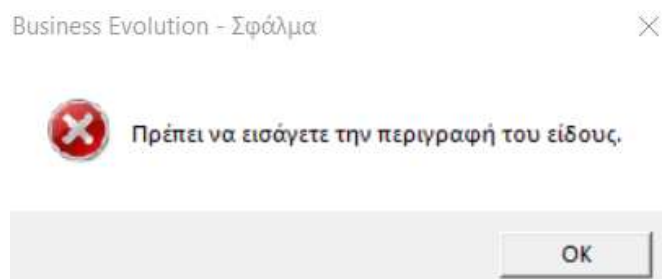 Business Evolution - Σφάλμα
Πρέπει να εισάγετε την περιγραφή του είδους.
OK